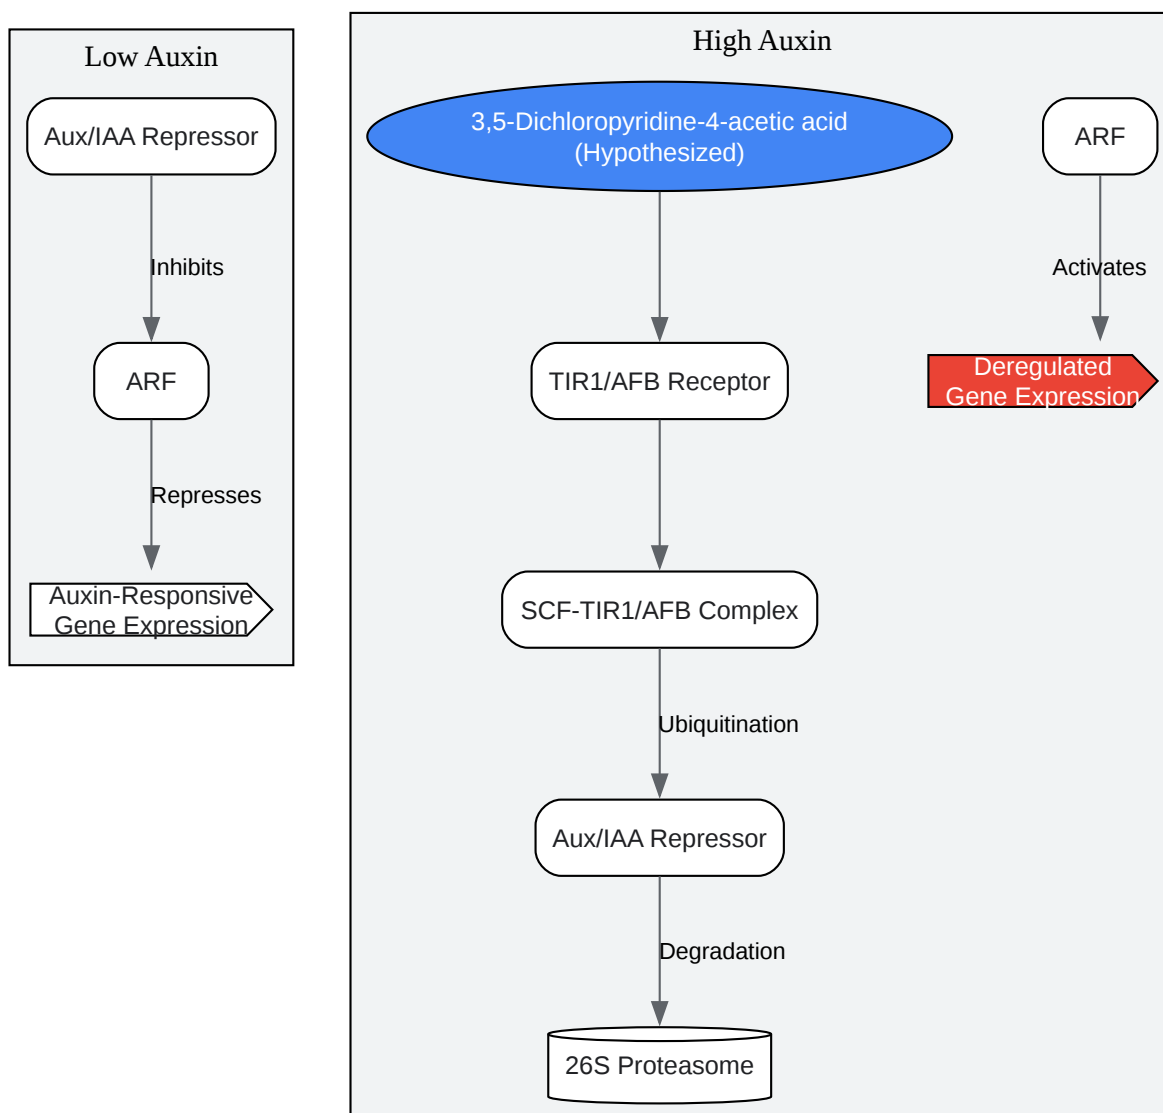 Low Auxin
Aux/IAA Repressor
Inhibits
ARF
Represses
Auxin-Responsive
Gene Expression
High Auxin
3,5-Dichloropyridine-4-acetic acid
(Hypothesized)
TIR1/AFB Receptor
SCF-TIR1/AFB Complex
Ubiquitination
Aux/IAA Repressor
Degradation
26S Proteasome
ARF
Activates
Deregulated
Gene Expression